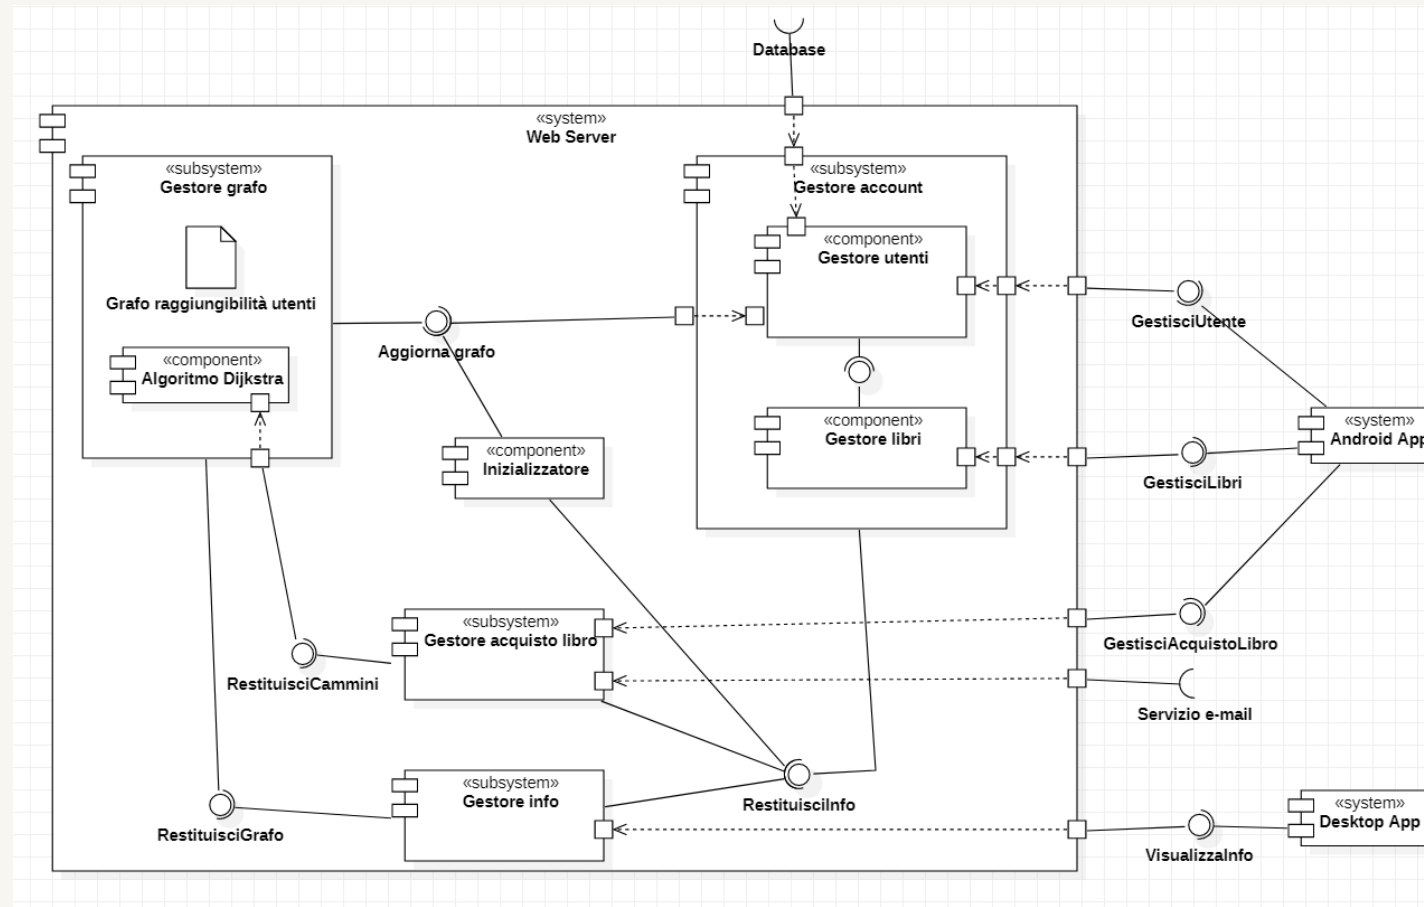 Database
«system»
Web Server
«subsystem»
Gestore grafo
«subsystem»
Gestore account
«component»
Gestore utenti
Grafo raggiungibilità utenti
GestisciUtente
Aggiorna grafo
«component»
Algoritmo Dijkstra
«component»
Gestore libri
«system»
Android App
«component»
Inizializzatore
GestisciLibri
«subsystem»
Gestore acquisto libro
GestisciAcquistoLibro
RestituisciCammini
Servizio e-mail
«subsystem»
Gestore info
RestituisciInfo
«system»
Desktop App
RestituisciGrafo
VisualizzaInfo